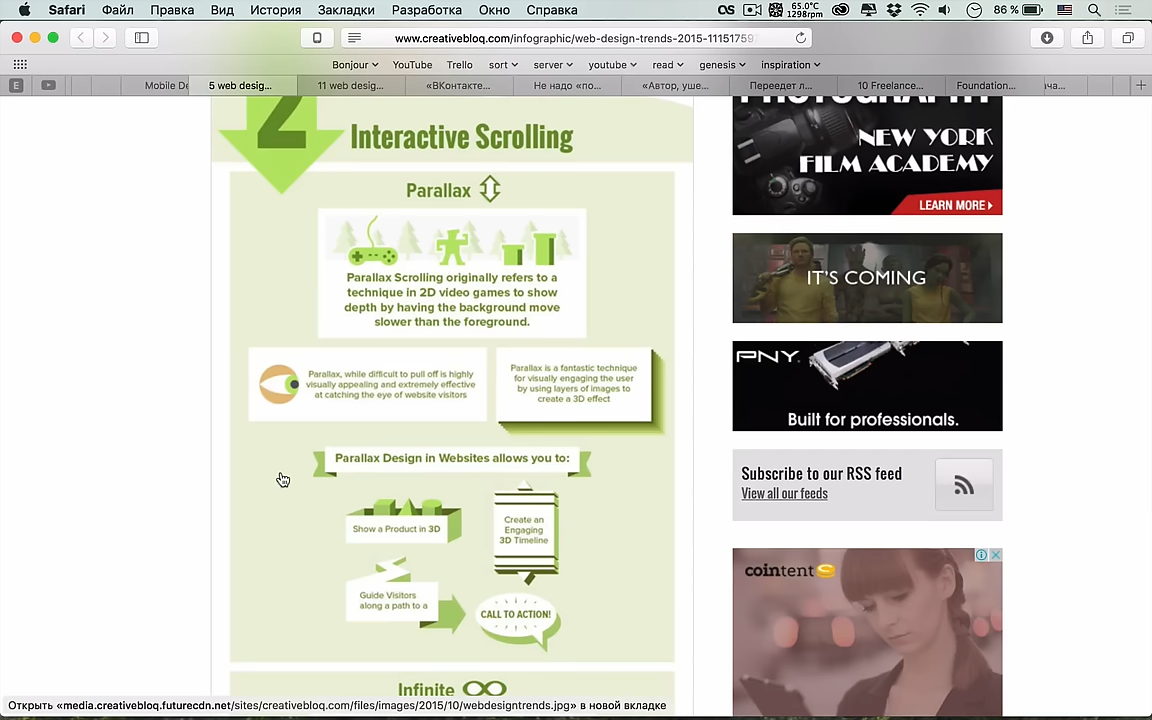 Safari Файл Правка Вид История Закладки Разработка Окно Справка
65.0°C
1298rpm
86 %
www.creativebloq.com/infographic/web-design-trends-2015-11151759
Bonjour YouTube Trello sort server youtube read genesis inspiration
E Mobile De 5 web desig... 11 web desig... «ВКонтакте... Не надо «по... «Автор, уше... Переедет л... 10 Freelance... Foundation... ача...
2
Interactive Scrolling
Parallax
Parallax Scrolling originally refers to a
technique in 2D video games to show
depth by having the background move
slower than the foreground.
Parallax, while difficult to pull off is highly
visually appealing and extremely effective
at catching the eye of website visitors
Parallax is a fantastic technique
for visually engaging the user
by using layers of images to
create a 3D effect
Parallax Design in Websites allows you to:
Show a Product in 3D
Create an
Engaging
3D Timeline
Guide Visitors
along a path to a
CALL TO ACTION!
Infinite
PHOTOGRAPHY
NEW YORK
FILM ACADEMY
LEARN MORE
IT'S COMING
PNY.
Built for professionals.
Subscribe to our RSS feed
View all our feeds
cointent
Открыть «media.creativebloq.futurecdn.net/sites/creativebloq.com/files/images/2015/10/webdesigntrends.jpg» в новой вкладке